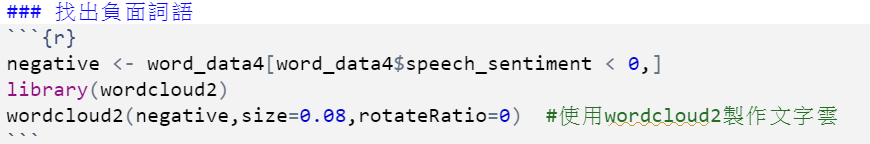 ### 找出負面詞語
```{r}
negative <- word_data4[word_data4$speech_sentiment < 0,]
library(wordcloud2)
wordcloud2(negative,size=0.08,rotateRatio=0)  #使用wordcloud2製作文字雲
```